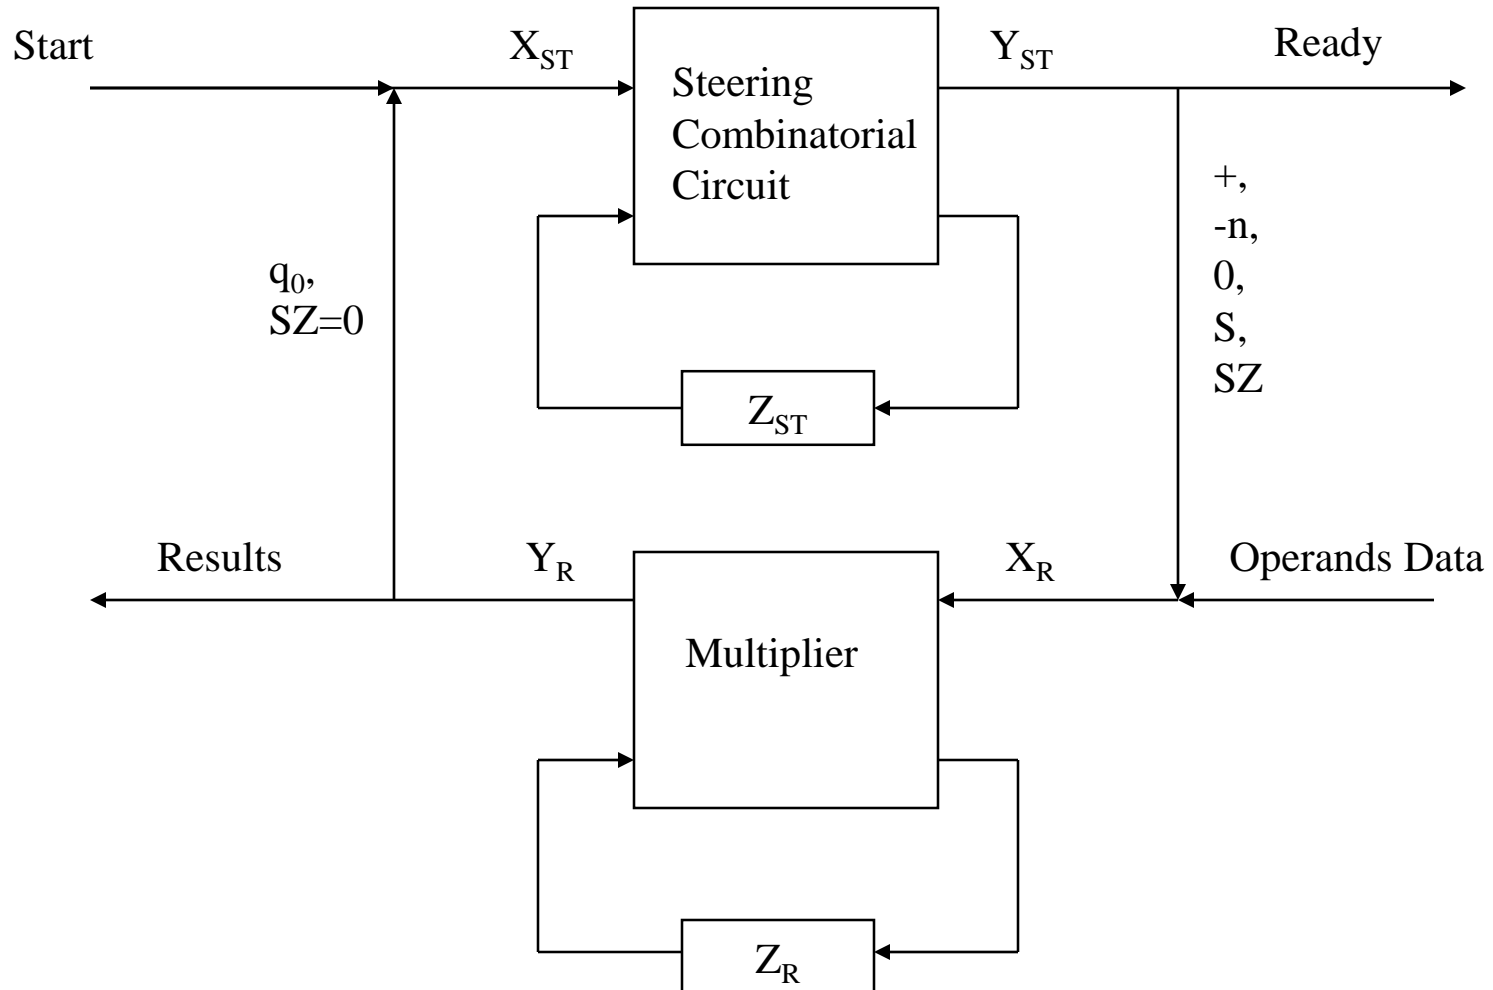 Start
X_ST
Steering
Combinatorial
Circuit
Y_ST
Ready
q_0,
SZ=0
+,
-n,
0,
S,
SZ
Z_ST
Results
Y_R
Multiplier
X_R
Operands Data
Z_R